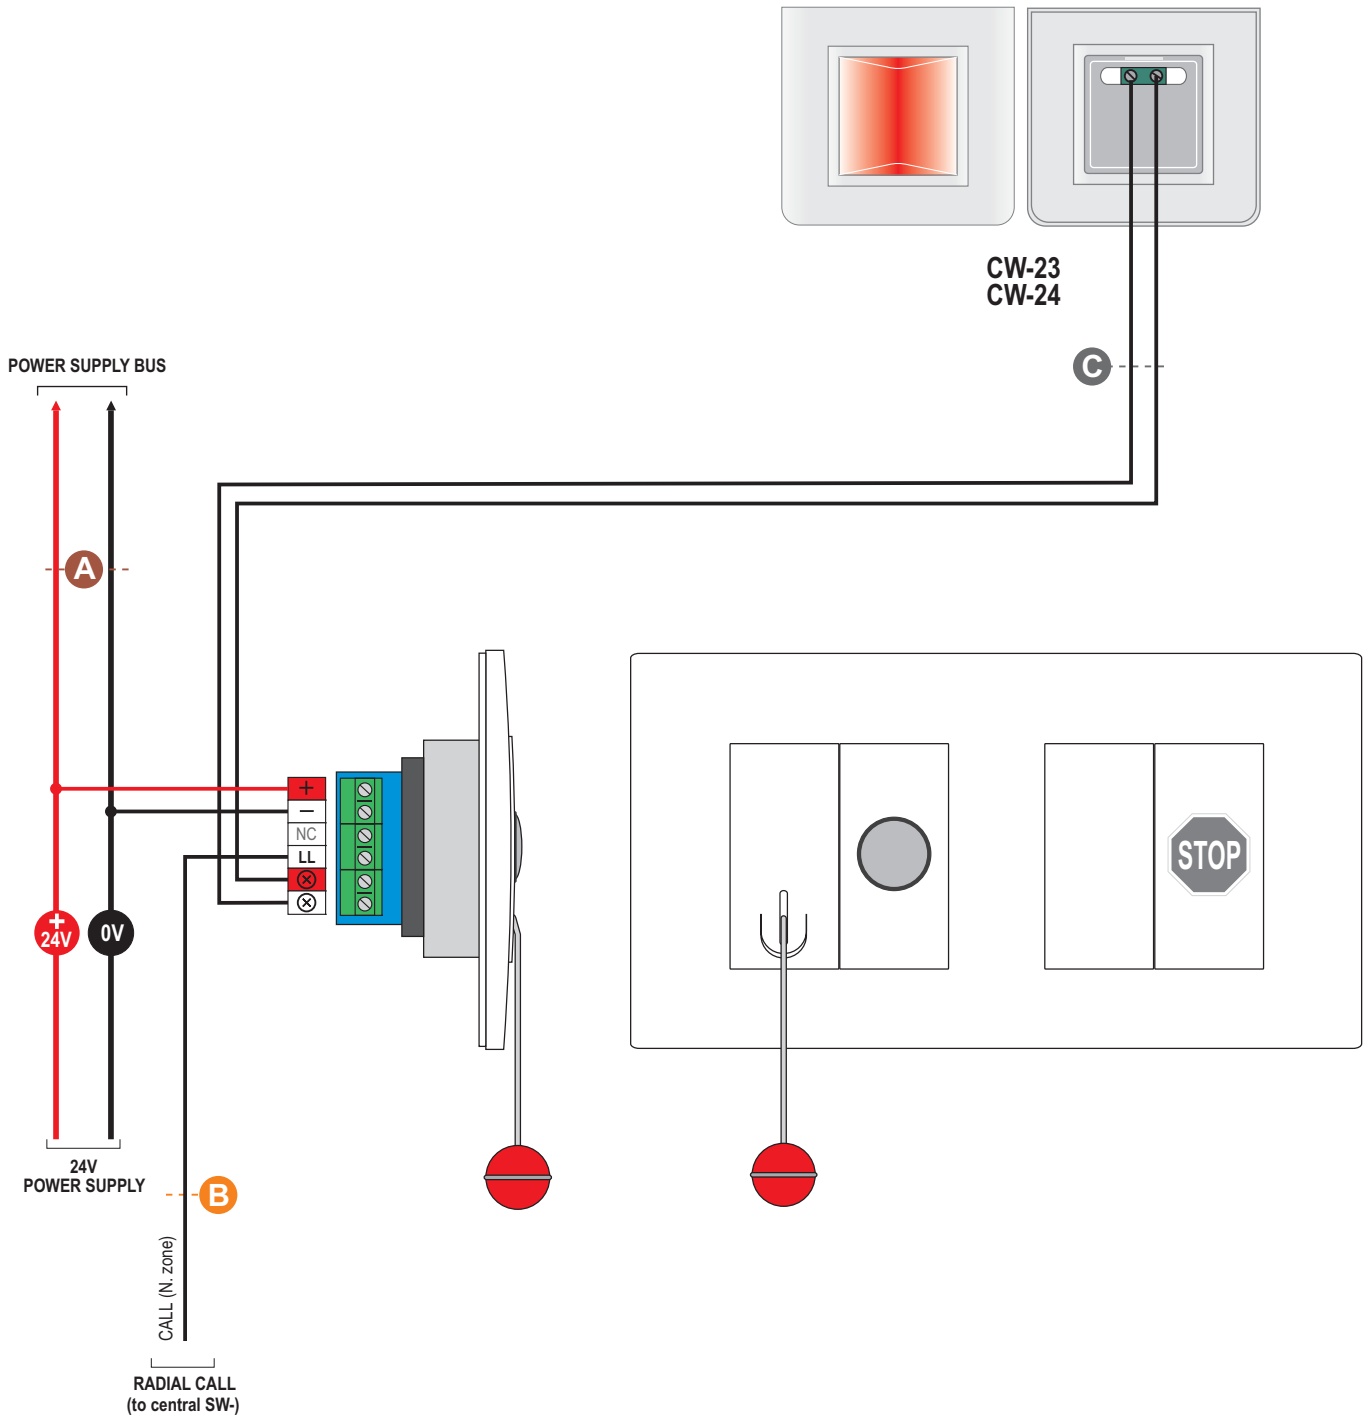 CW-23
CW-24
C
POWER SUPPLY BUS
A
+
−
NC
LL
STOP
+
24V
0V
24V
POWER SUPPLY
B
CALL (N. zone)
RADIAL CALL
(to central SW-)